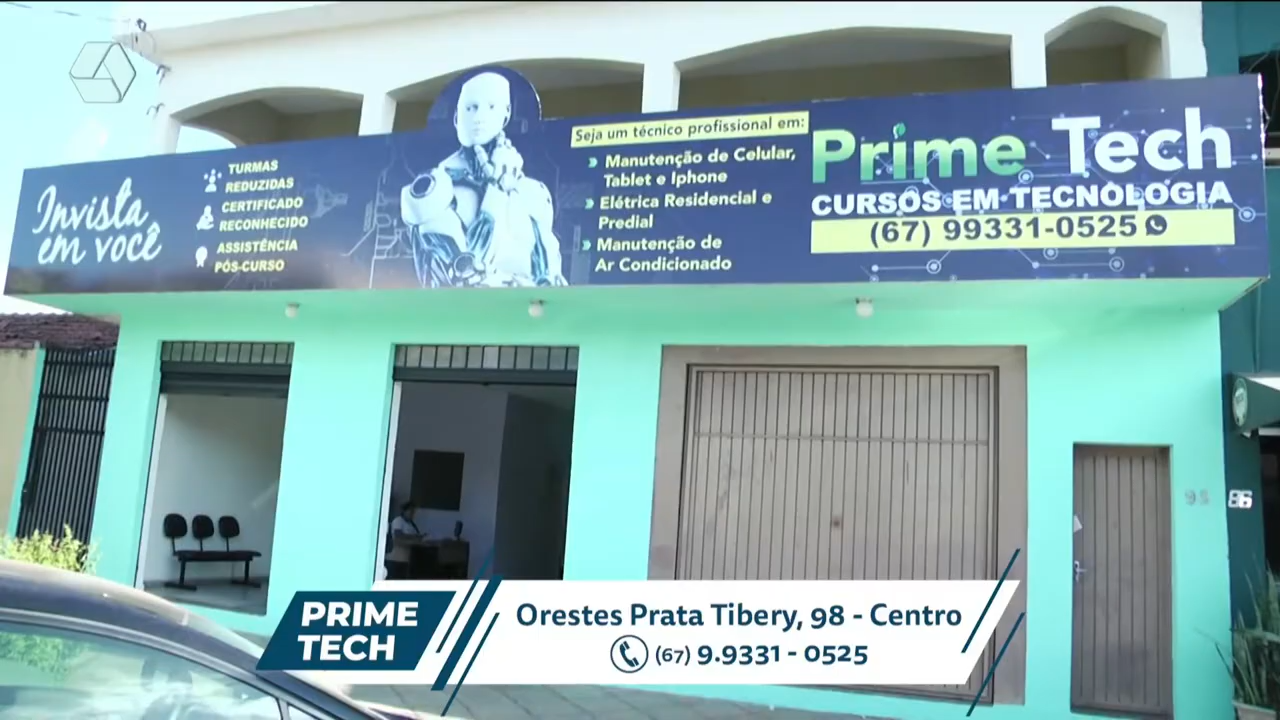 Invista
em você
TURMAS
REDUZIDAS
CERTIFICADO
RECONHECIDO
ASSISTÊNCIA
PÓS-CURSO
Seja um técnico profissional em:
» Manutenção de Celular,
Tablet e Iphone
» Elétrica Residencial e
Predial
» Manutenção de
Ar Condicionado
Prime Tech
CURSOS EM TECNOLOGIA
(67) 99331-0525
98
86
PRIME
TECH
Orestes Prata Tibery, 98 - Centro
(67) 9.9331 - 0525